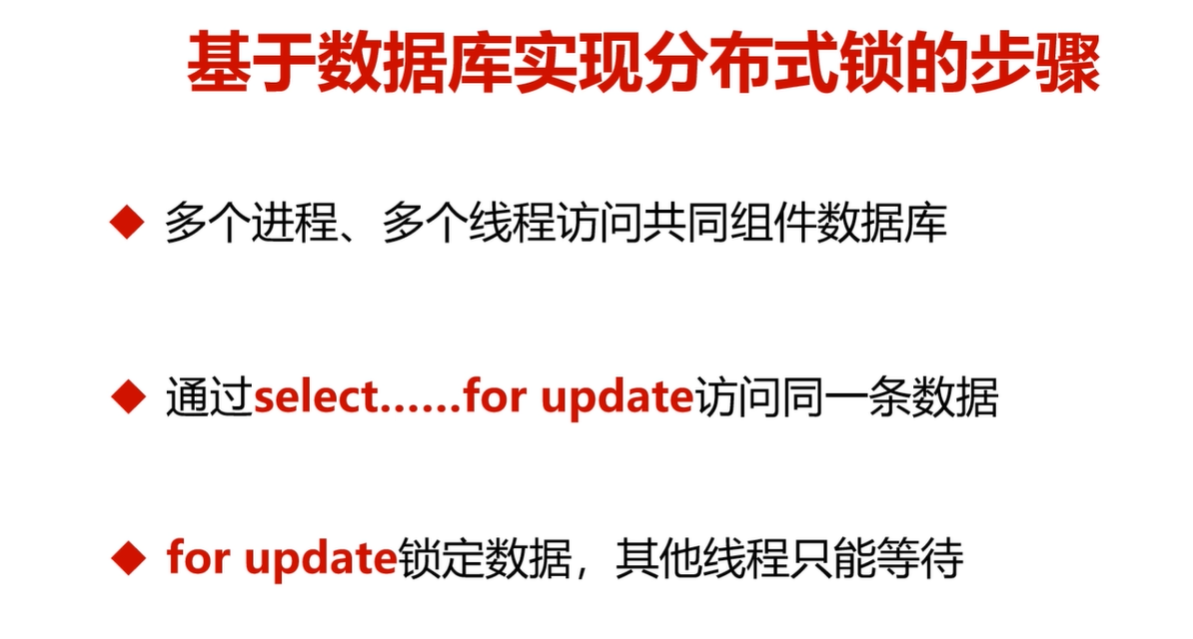 基于数据库实现分布式锁的步骤
多个进程、多个线程访问共同组件数据库
通过select......for update访问同一条数据
for update锁定数据，其他线程只能等待